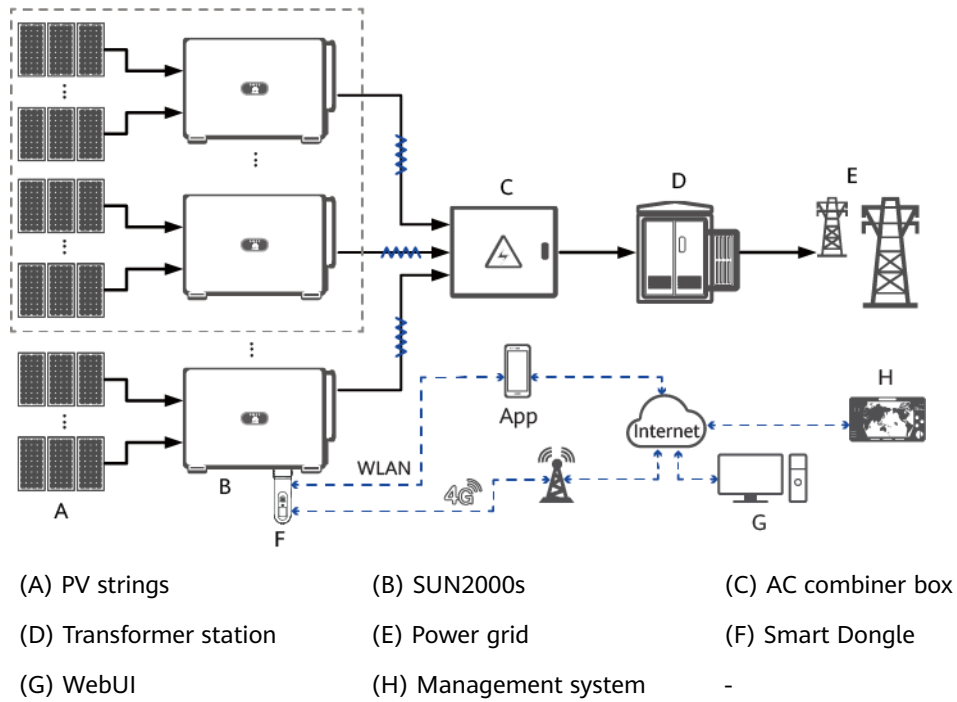 C
D
E
App
H
Internet
WLAN
B
4G
A
F
G
(A) PV strings (B) SUN2000s (C) AC combiner box
(D) Transformer station (E) Power grid (F) Smart Dongle
(G) WebUI (H) Management system -